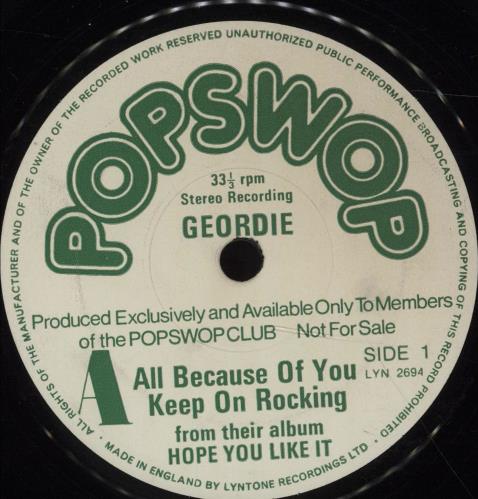 ALL RIGHTS OF THE MANUFACTURER AND OF THE OWNER OF THE RECORDED WORK RESERVED UNAUTHORIZED PUBLIC PERFORMANCE BROADCASTING AND COPYING OF THIS RECORD PROHIBITED •
POPSWOP
33⅓ rpm
Stereo Recording
GEORDIE
Produced Exclusively and Available Only To Members
of the POPSWOP CLUB Not For Sale
SIDE 1
A All Because Of You LYN 2694
Keep On Rocking
from their album
HOPE YOU LIKE IT
• MADE IN ENGLAND BY LYNTONE RECORDINGS LTD •